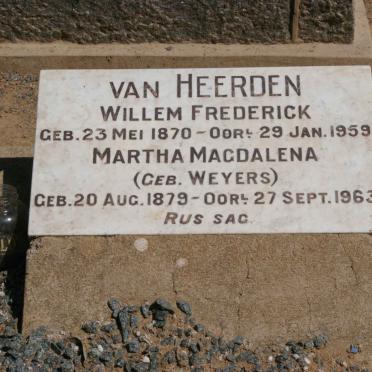 VAN HEERDEN
WILLEM FREDERICK
GEB. 23 MEI 1870 - OORL. 29 JAN. 1959
MARTHA MAGDALENA
(GEB. WEYERS)
GEB. 20 AUG. 1879 - OORL. 27 SEPT. 1963
RUS SAG